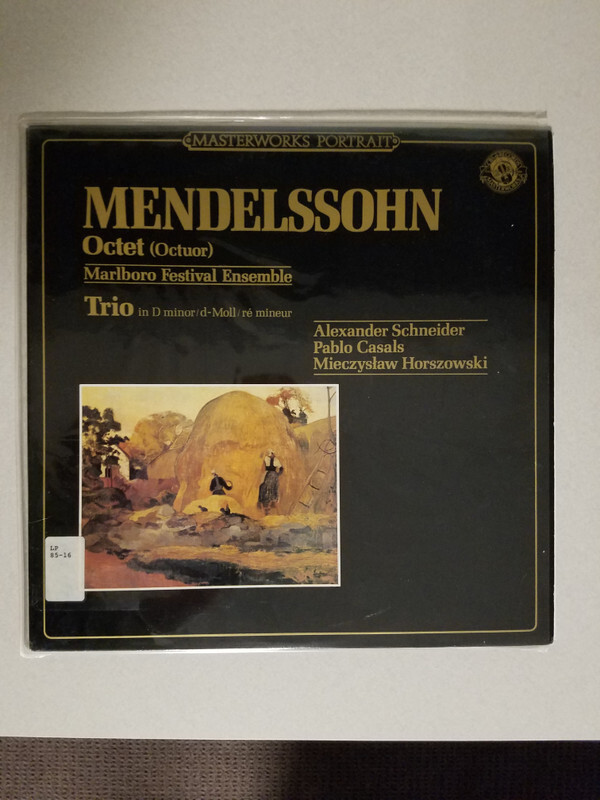 MASTERWORKS PORTRAIT
MENDELSSOHN
Octet (Octuor)
Marlboro Festival Ensemble
Trio in D minor/d-Moll/ré mineur
Alexander Schneider
Pablo Casals
Mieczysław Horszowski
LP
85-16